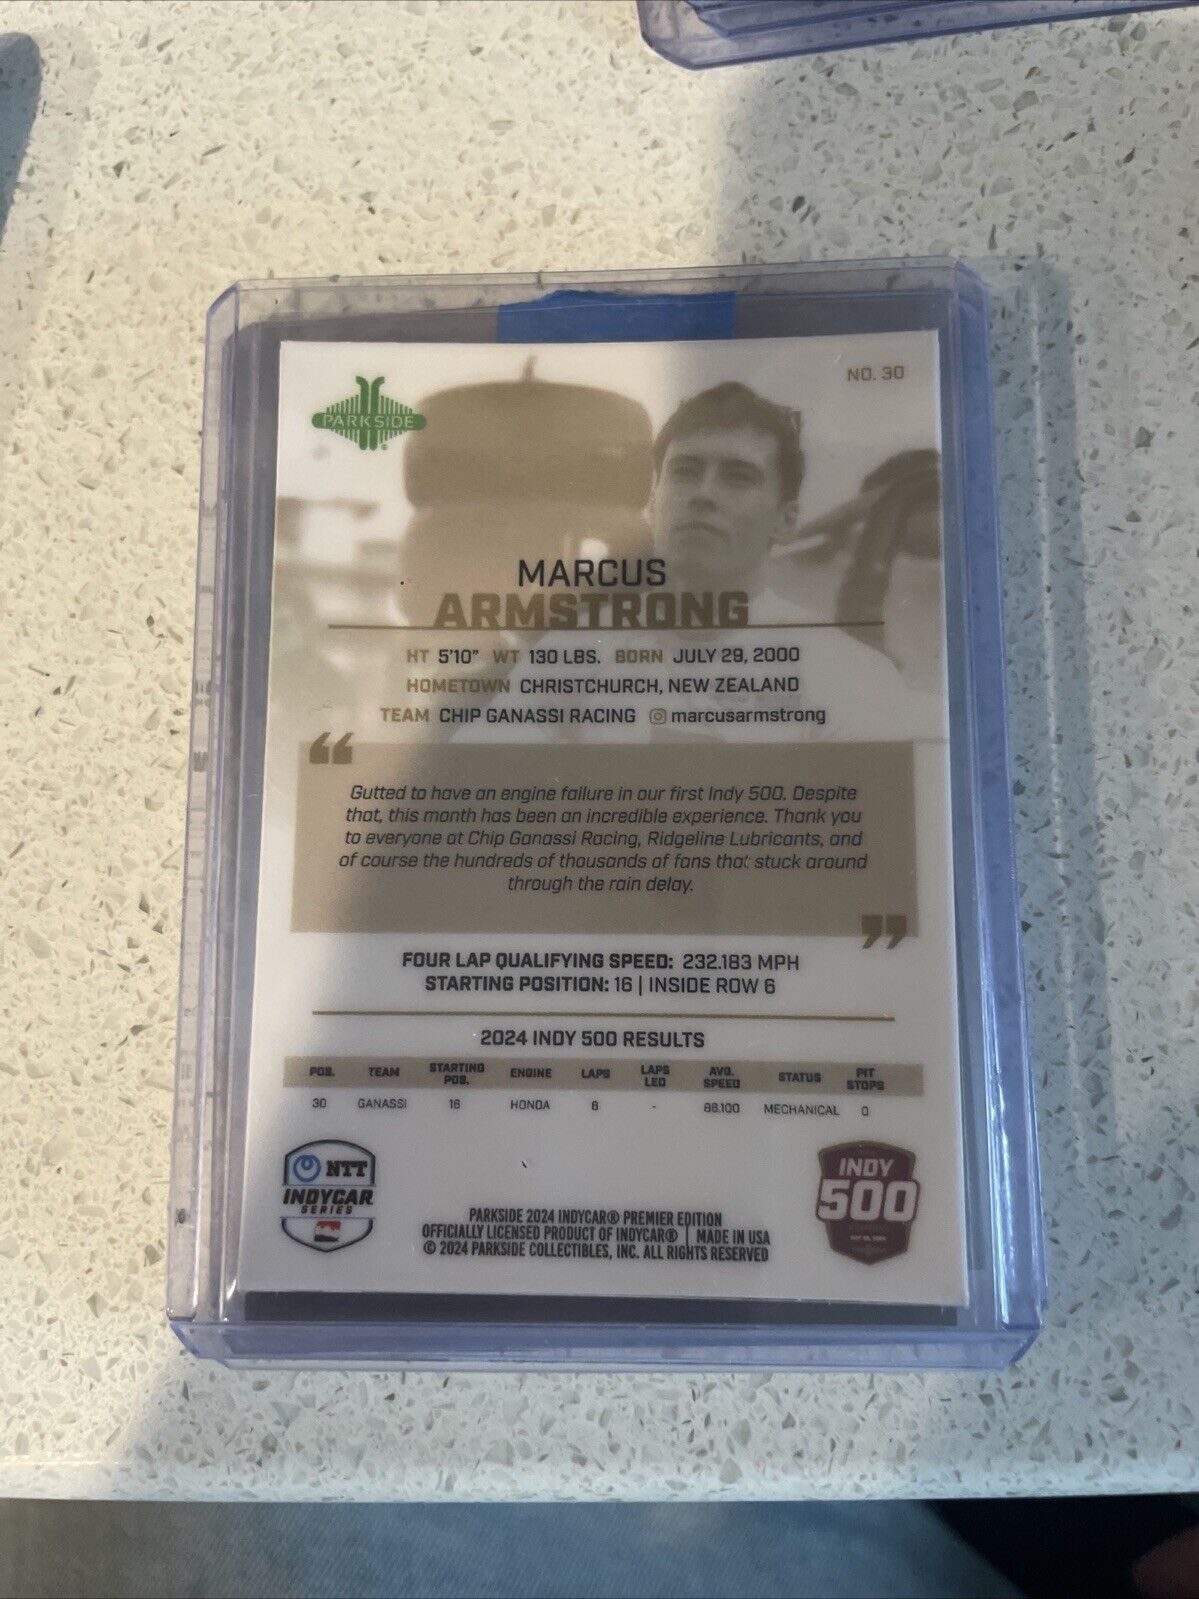 NO. 30
PARKSIDE
MARCUS
ARMSTRONG
HT 5'10" WT 130 LBS. BORN JULY 29, 2000
HOMETOWN CHRISTCHURCH, NEW ZEALAND
TEAM CHIP GANASSI RACING marcusarmstrong
“
Gutted to have an engine failure in our first Indy 500. Despite
that, this month has been an incredible experience. Thank you
to everyone at Chip Ganassi Racing, Ridgeline Lubricants, and
of course the hundreds of thousands of fans that stuck around
through the rain delay.
”
FOUR LAP QUALIFYING SPEED: 232.183 MPH
STARTING POSITION: 16 | INSIDE ROW 6
2024 INDY 500 RESULTS
POS. TEAM STARTING POS. ENGINE LAPS LAPS LED AVG. SPEED STATUS PIT STOPS
30 GANASSI 16 HONDA 6 - MECHANICAL 0
NTT
INDYCAR
SERIES
INDY
500
PARKSIDE 2024 INDYCAR® PREMIER EDITION
OFFICIALLY LICENSED PRODUCT OF INDYCAR® | MADE IN USA
© 2024 PARKSIDE COLLECTIBLES, INC. ALL RIGHTS RESERVED